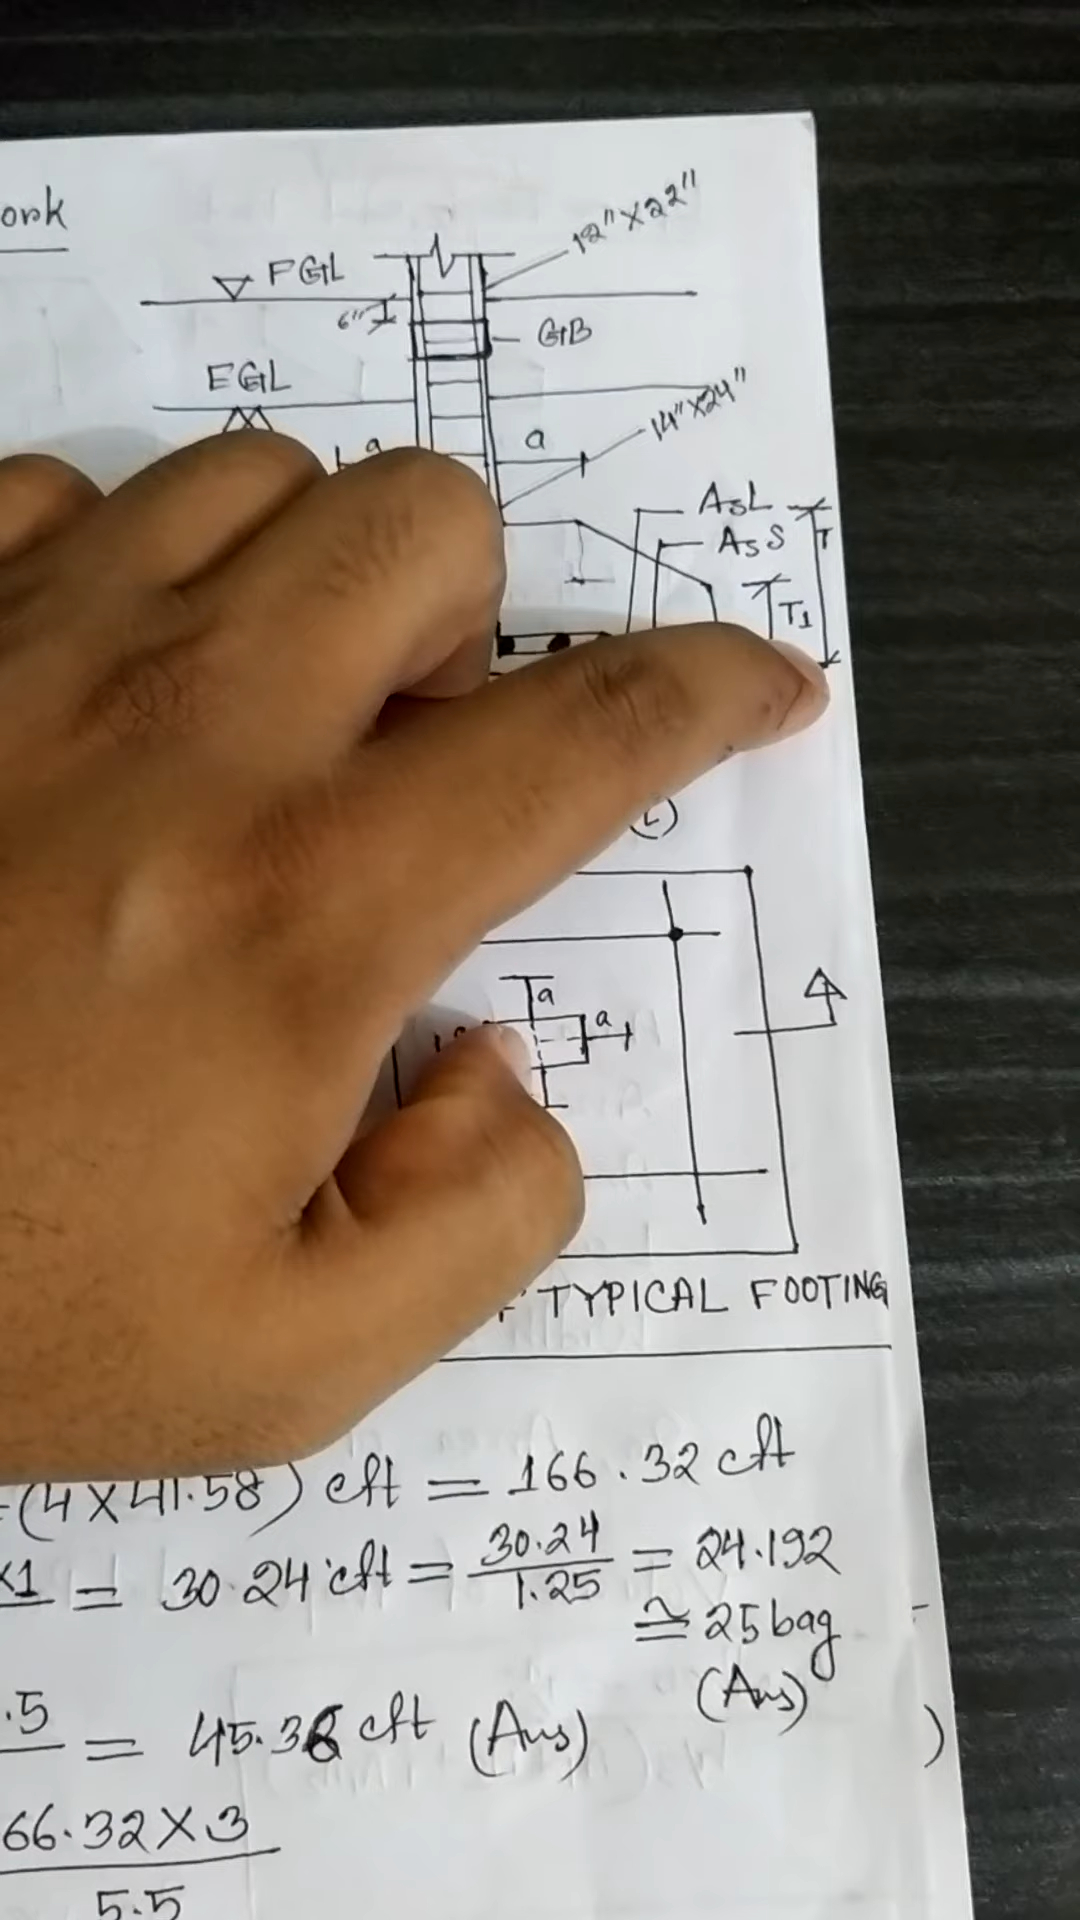 ork
12"X22"
FGL
6"
GB
EGL
14"X24"
a
a
AsL
T
AsS
T1
L
a
a
TYPICAL FOOTING
=(4X41.58) cft = 166.32 cft
X1 = 30.24 cft = 30.24 = 24.192
1.25
≅ 25 bag
(Ans)
.5
= 45.36 cft (Ans)
)
66.32X3
5.5